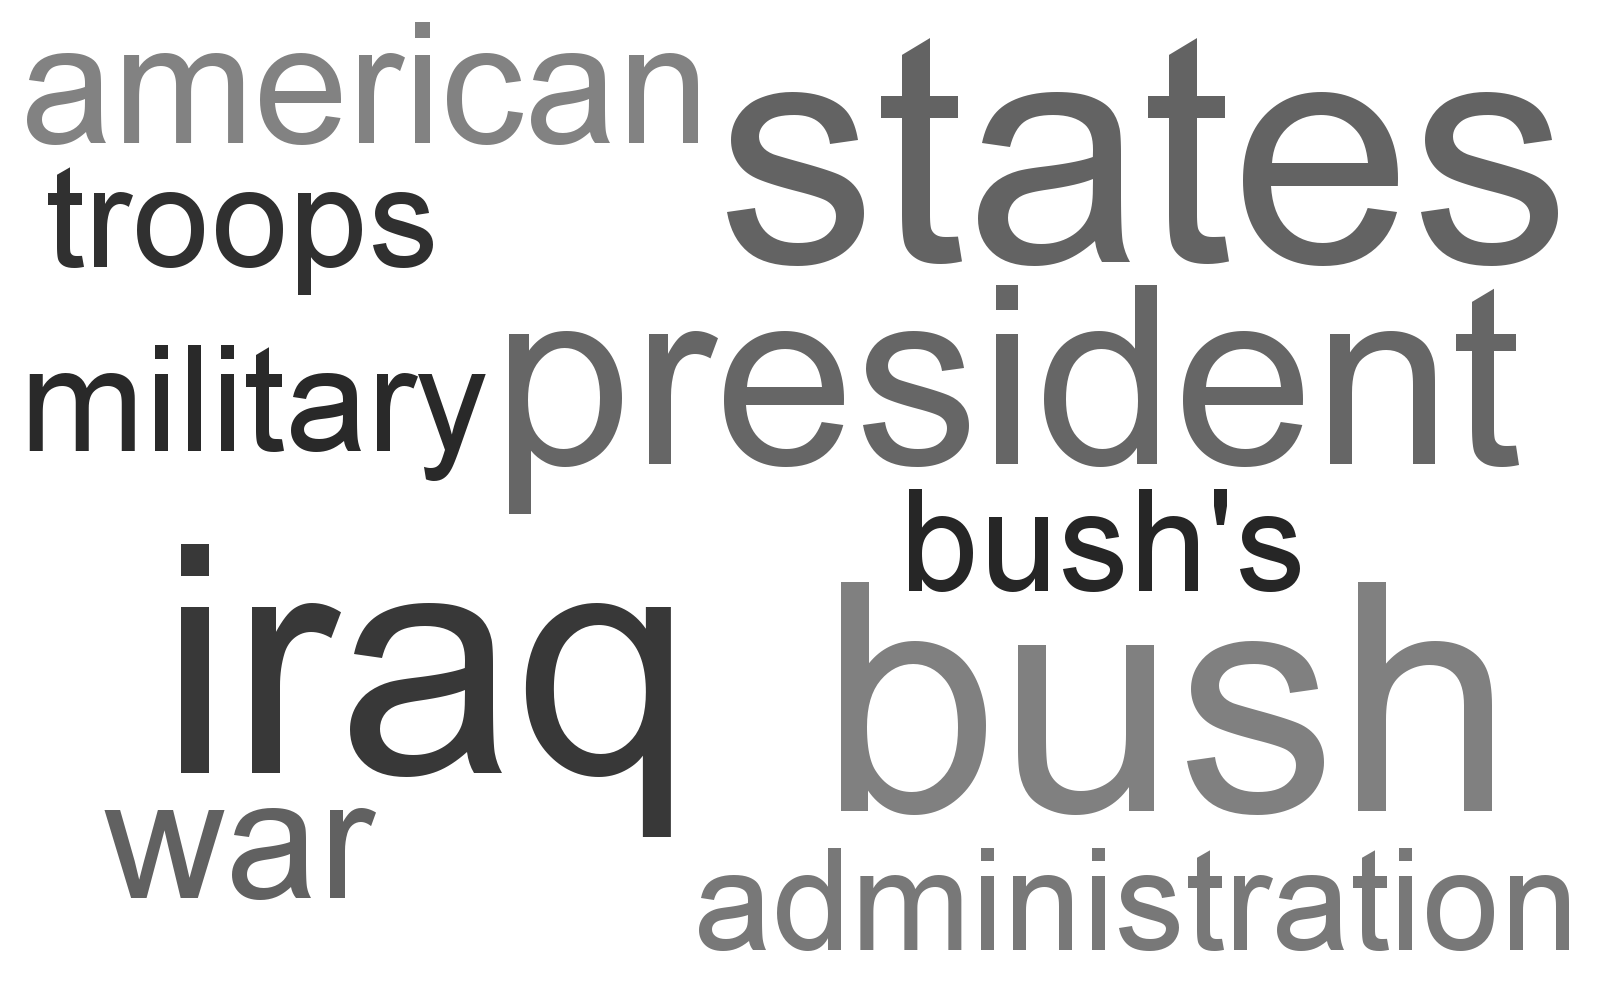 american
states
troops
president
military
bush's
iraq
bush
war
administration